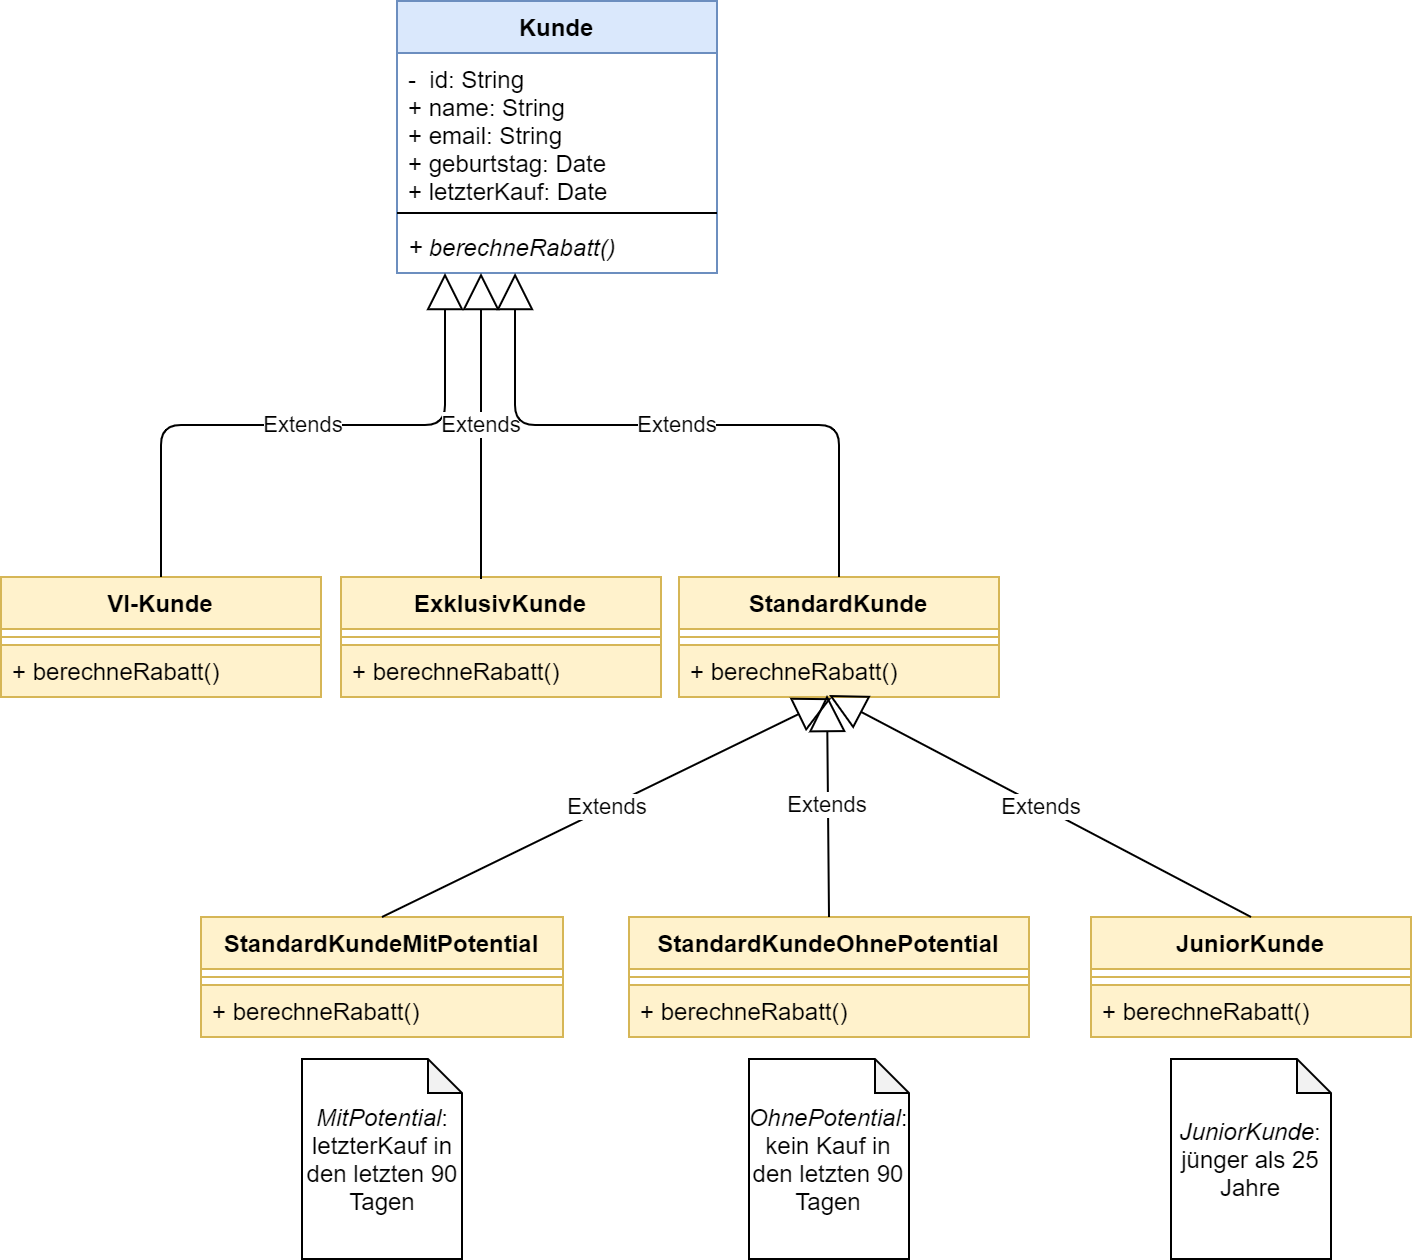 Kunde
- id: String
+ name: String
+ email: String
+ geburtstag: Date
+ letzterKauf: Date
+ berechneRabatt()
Extends
Extends
Extends
VI-Kunde
+ berechneRabatt()
ExklusivKunde
+ berechneRabatt()
StandardKunde
+ berechneRabatt()
Extends
Extends
Extends
StandardKundeMitPotential
+ berechneRabatt()
StandardKundeOhnePotential
+ berechneRabatt()
JuniorKunde
+ berechneRabatt()
MitPotential:
letzterKauf in
den letzten 90
Tagen
OhnePotential:
kein Kauf in
den letzten 90
Tagen
JuniorKunde:
jünger als 25
Jahre